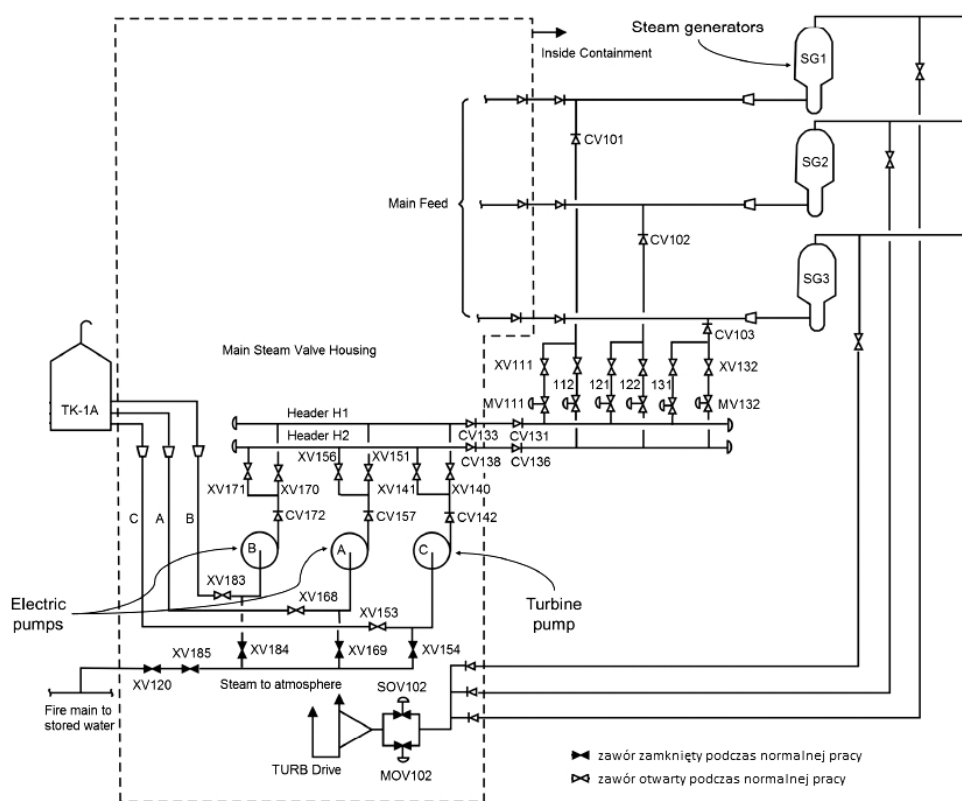 Steam generators
Inside Containment
SG1
CV101
SG2
Main Feed
CV102
SG3
CV103
Main Steam Valve Housing
XV111
112
121
122
131
XV132
TK-1A
MV111
MV132
Header H1
CV133
CV131
Header H2
XV156
XV151
CV138
CV136
XV171
XV170
XV141
XV140
C
A
B
CV172
CV157
CV142
B
A
C
XV183
Electric
pumps
XV168
XV153
Turbine
pump
XV185
XV184
XV169
XV154
XV120
Steam to atmosphere
SOV102
Fire main to
stored water
TURB Drive
MOV102
zawór zamknięty podczas normalnej pracy
zawór otwarty podczas normalnej pracy